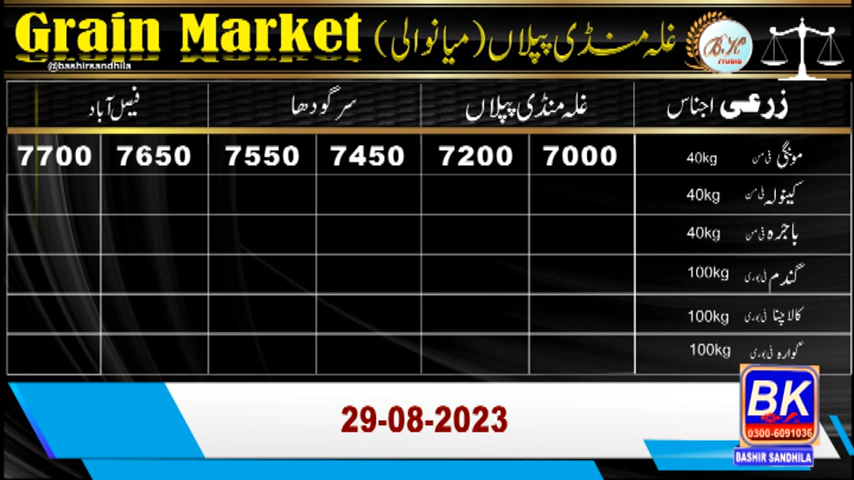 Grain Market غلہ منڈی پپلاں (میانوالی)
@bashirsandhila
B.K
STUDIO
زرعی اجناس غلہ منڈی پپلاں سرگودھا فیصل آباد
مونگی فی من 40kg 7000 7200 7450 7550 7650 7700
کینولہ فی من 40kg
باجرہ فی من 40kg
گندم فی بوری 100kg
کالا چنا فی بوری 100kg
گوارہ فی بوری 100kg
29-08-2023
BK
0300-6091036
BASHIR SANDHILA